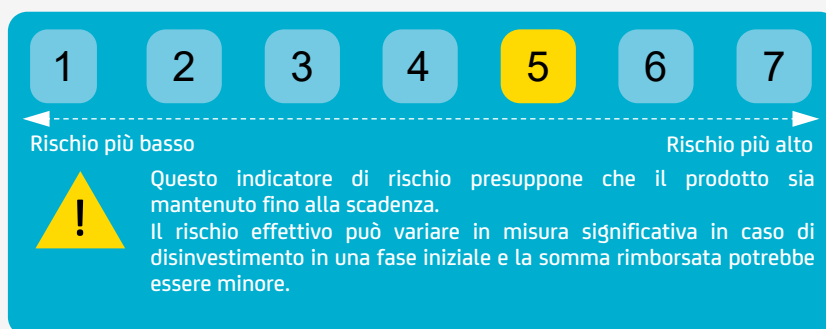 1 2 3 4 5 6 7
Rischio più basso Rischio più alto
Questo indicatore di rischio presuppone che il prodotto sia
mantenuto fino alla scadenza.
Il rischio effettivo può variare in misura significativa in caso di
disinvestimento in una fase iniziale e la somma rimborsata potrebbe
essere minore.
!